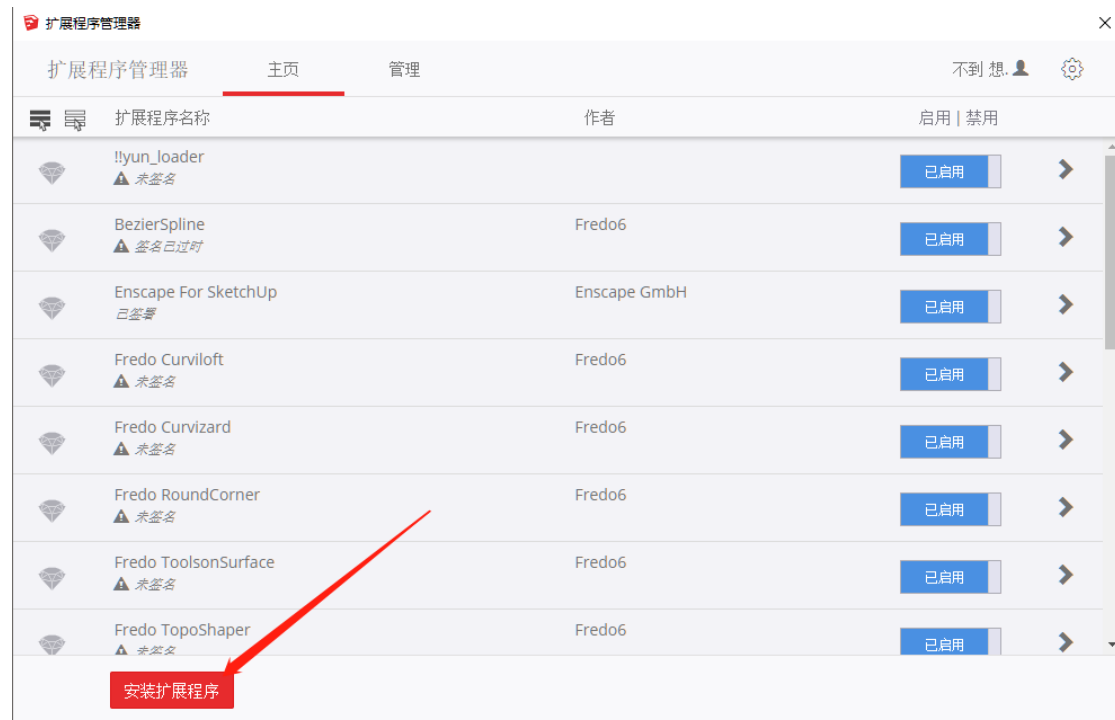 扩展程序管理器
扩展程序管理器 主页 管理 不到 想.
扩展程序名称 作者 启用 | 禁用
!!yun_loader
未签名
已启用
BezierSpline Fredo6
签名已过时
已启用
Enscape For SketchUp Enscape GmbH
已签署
已启用
Fredo Curviloft Fredo6
未签名
已启用
Fredo Curvizard Fredo6
未签名
已启用
Fredo RoundCorner Fredo6
未签名
已启用
Fredo ToolsonSurface Fredo6
未签名
已启用
Fredo TopoShaper Fredo6
未签名
已启用
安装扩展程序